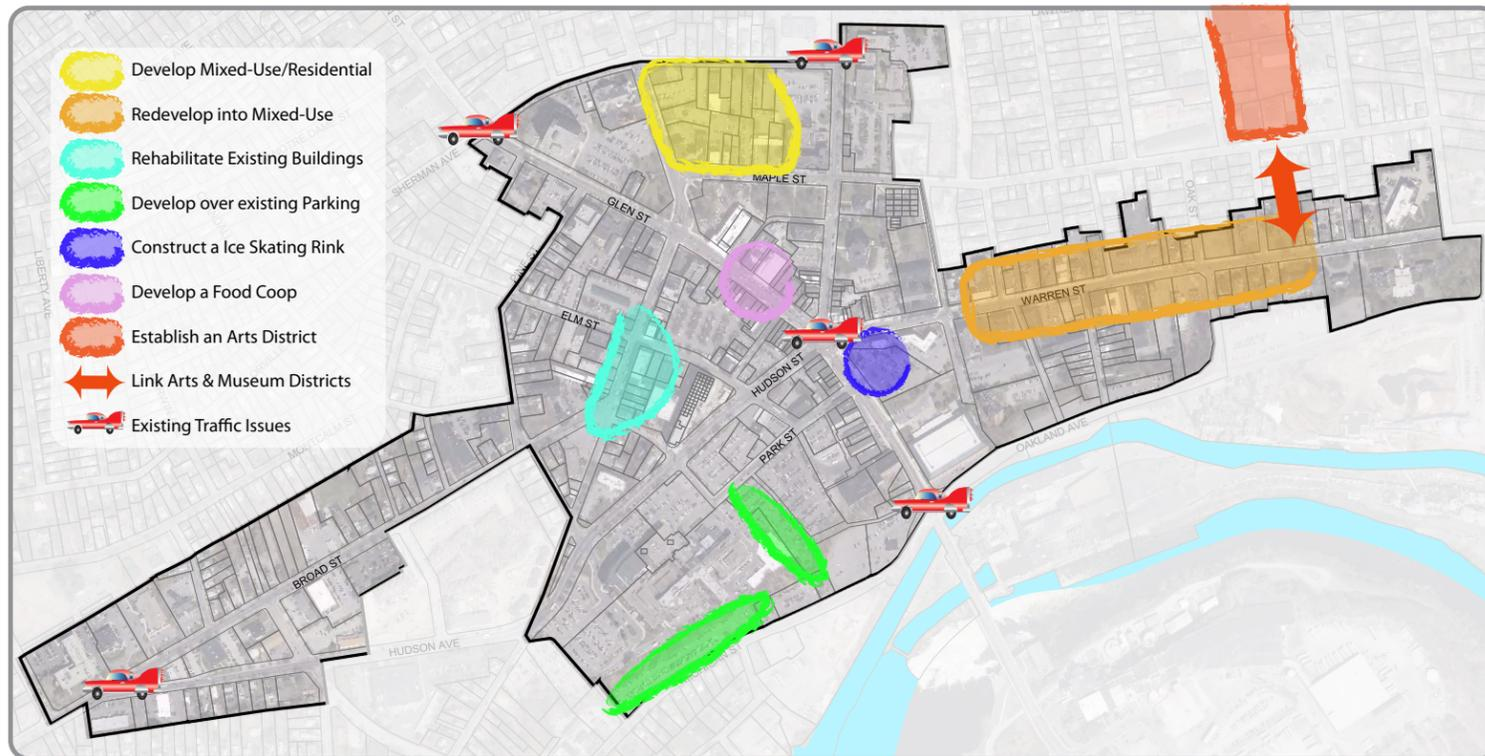 Develop Mixed-Use/Residential
Redevelop into Mixed-Use
Rehabilitate Existing Buildings
Develop over existing Parking
Construct a Ice Skating Rink
Develop a Food Coop
Establish an Arts District
Link Arts & Museum Districts
Existing Traffic Issues
SHERMAN AVE
MAPLE ST
GLEN ST
OAK ST
LIBERTY AVE
WARREN ST
ELM ST
HUDSON ST
PARK ST
OAKLAND AVE
BROAD ST
HUDSON AVE